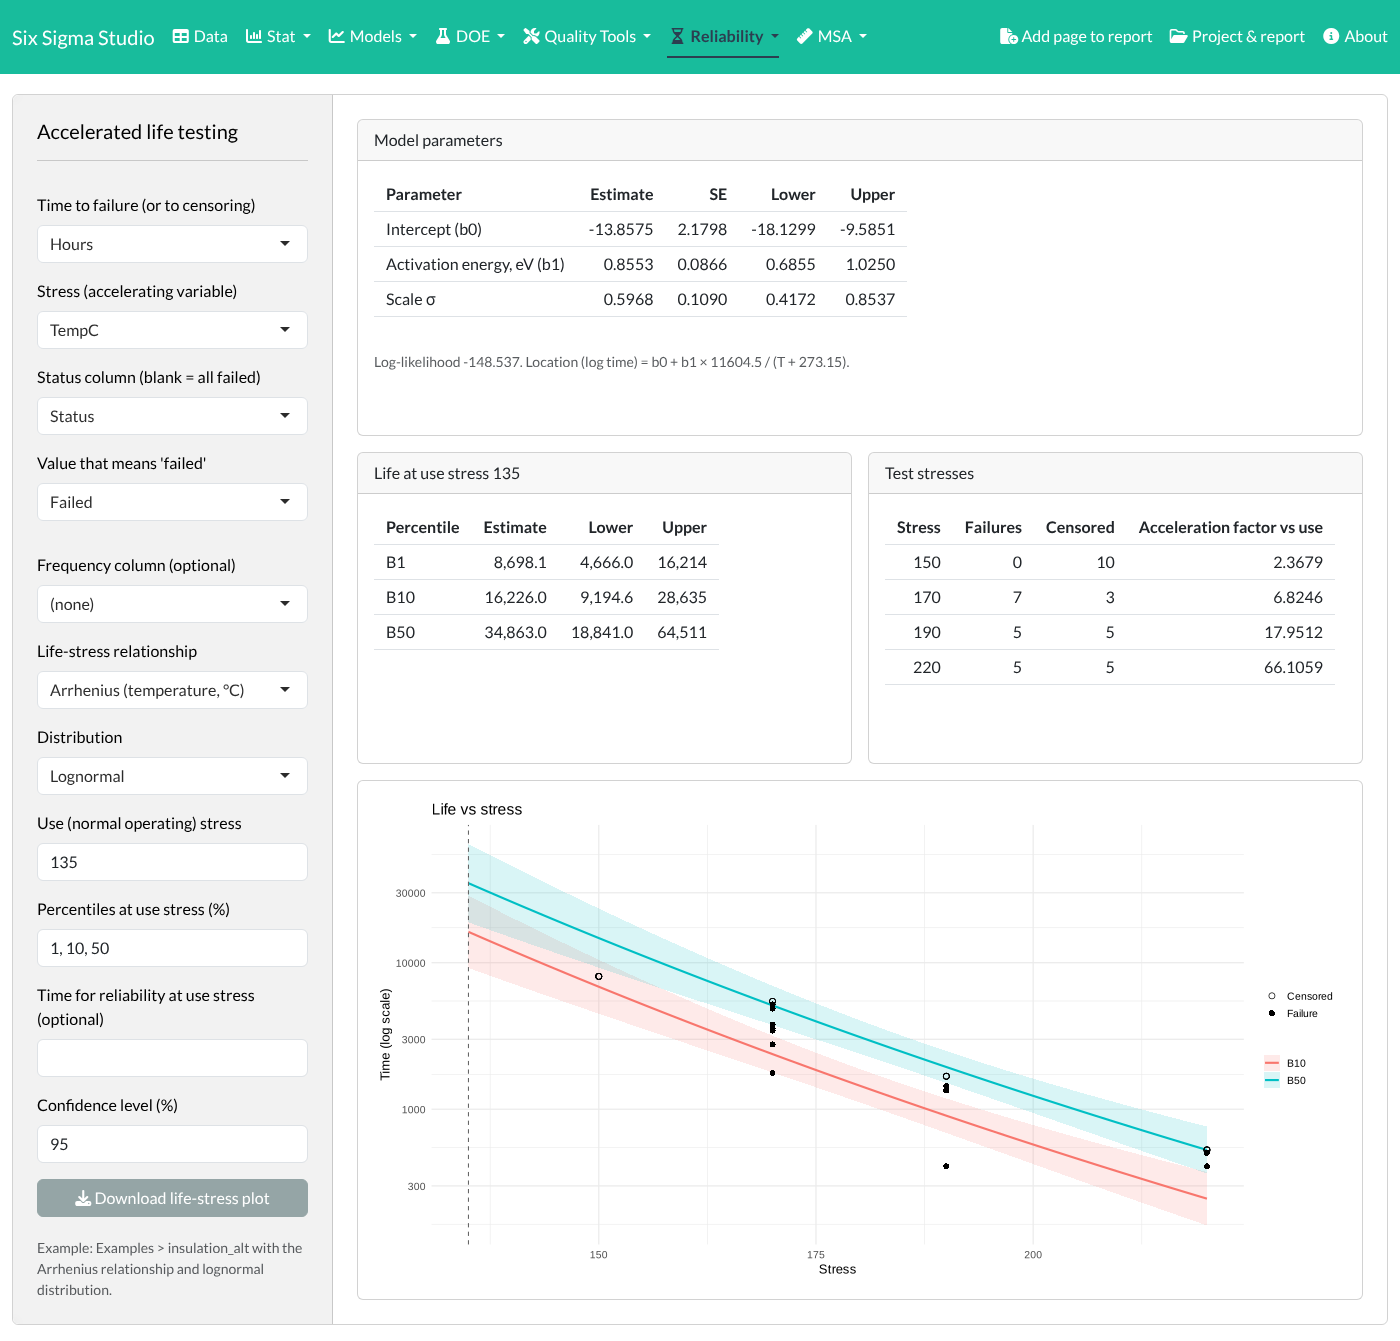 Six Sigma Studio Data Stat Models DOE Quality Tools Reliability MSA Add page to report Project & report About
Accelerated life testing
Time to failure (or to censoring)
Hours
Stress (accelerating variable)
TempC
Status column (blank = all failed)
Status
Value that means 'failed'
Failed
Frequency column (optional)
(none)
Life-stress relationship
Arrhenius (temperature, °C)
Distribution
Lognormal
Use (normal operating) stress
135
Percentiles at use stress (%)
1, 10, 50
Time for reliability at use stress
(optional)
Confidence level (%)
95
Download life-stress plot
Example: Examples > insulation_alt with the
Arrhenius relationship and lognormal
distribution.
Model parameters
Parameter Estimate SE Lower Upper
Intercept (b0) -13.8575 2.1798 -18.1299 -9.5851
Activation energy, eV (b1) 0.8553 0.0866 0.6855 1.0250
Scale σ 0.5968 0.1090 0.4172 0.8537
Log-likelihood -148.537. Location (log time) = b0 + b1 × 11604.5 / (T + 273.15).
Life at use stress 135
Percentile Estimate Lower Upper
B1 8,698.1 4,666.0 16,214
B10 16,226.0 9,194.6 28,635
B50 34,863.0 18,841.0 64,511
Test stresses
Stress Failures Censored Acceleration factor vs use
150 0 10 2.3679
170 7 3 6.8246
190 5 5 17.9512
220 5 5 66.1059
Life vs stress
Time (log scale)
30000
10000
3000
1000
300
150 175 200
Stress
Censored
Failure
B10
B50